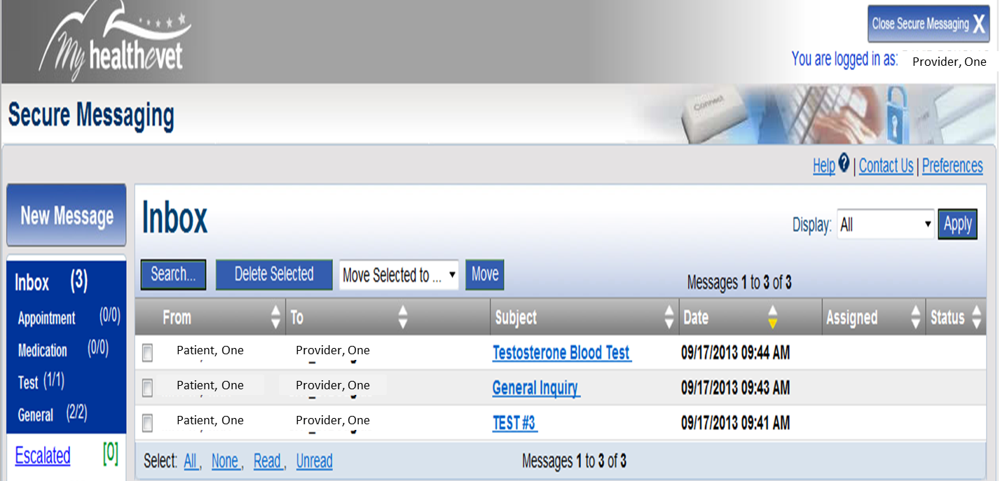 Close Secure Messaging X
My healthevet
You are logged in as: Provider, One
Connect
Secure Messaging
Help ? | Contact Us | Preferences
New Message
Inbox
Display: All Apply
Search... Delete Selected Move Selected to ... Move
Messages 1 to 3 of 3
Inbox (3)
Appointment (0/0)
Medication (0/0)
Test (1/1)
General (2/2)
Escalated [0]
From To Subject Date Assigned Status
Patient, One Provider, One Testosterone Blood Test 09/17/2013 09:44 AM
Patient, One Provider, One General Inquiry 09/17/2013 09:43 AM
Patient, One Provider, One TEST #3 09/17/2013 09:41 AM
Select: All, None, Read, Unread Messages 1 to 3 of 3